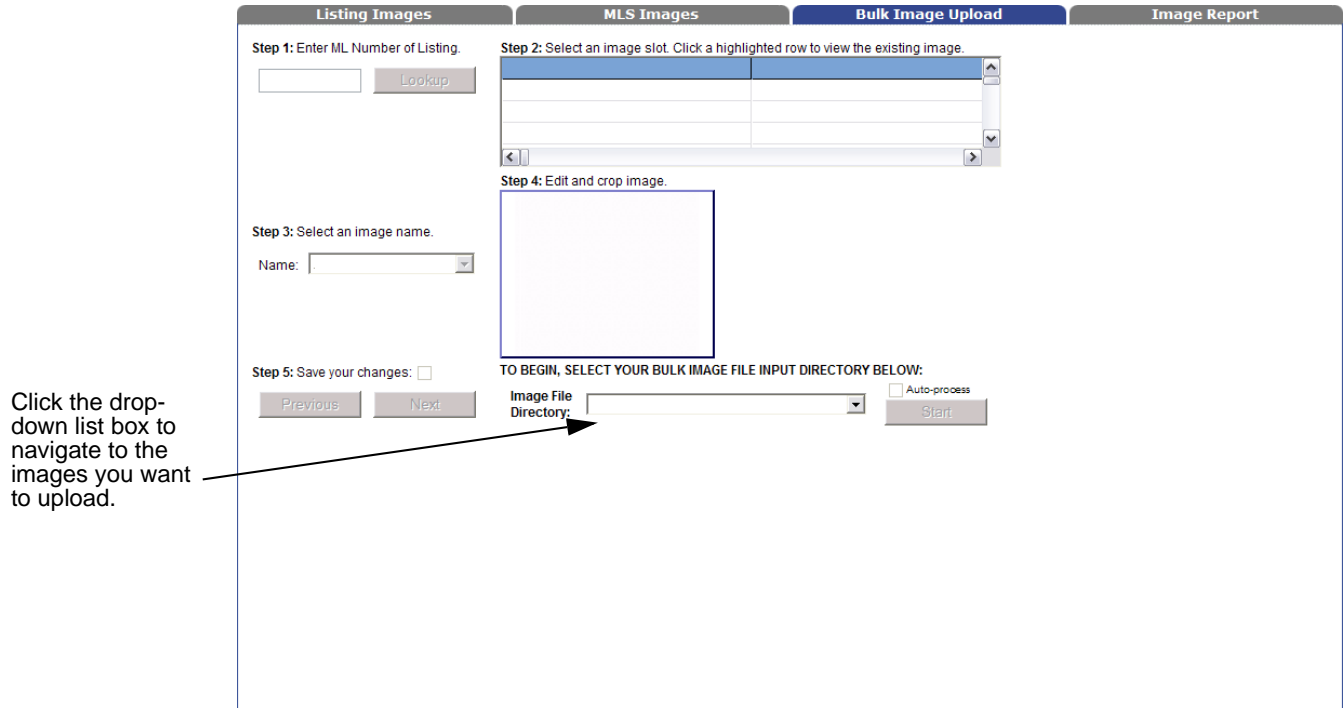 Listing Images
MLS Images
Bulk Image Upload
Image Report
Step 1: Enter ML Number of Listing.
Lookup
Step 2: Select an image slot. Click a highlighted row to view the existing image.
Step 4: Edit and crop image.
Step 3: Select an image name.
Name:
Step 5: Save your changes:
Previous
Next
TO BEGIN, SELECT YOUR BULK IMAGE FILE INPUT DIRECTORY BELOW:
Image File
Directory:
Auto-process
Start
Click the drop-
down list box to
navigate to the
images you want
to upload.